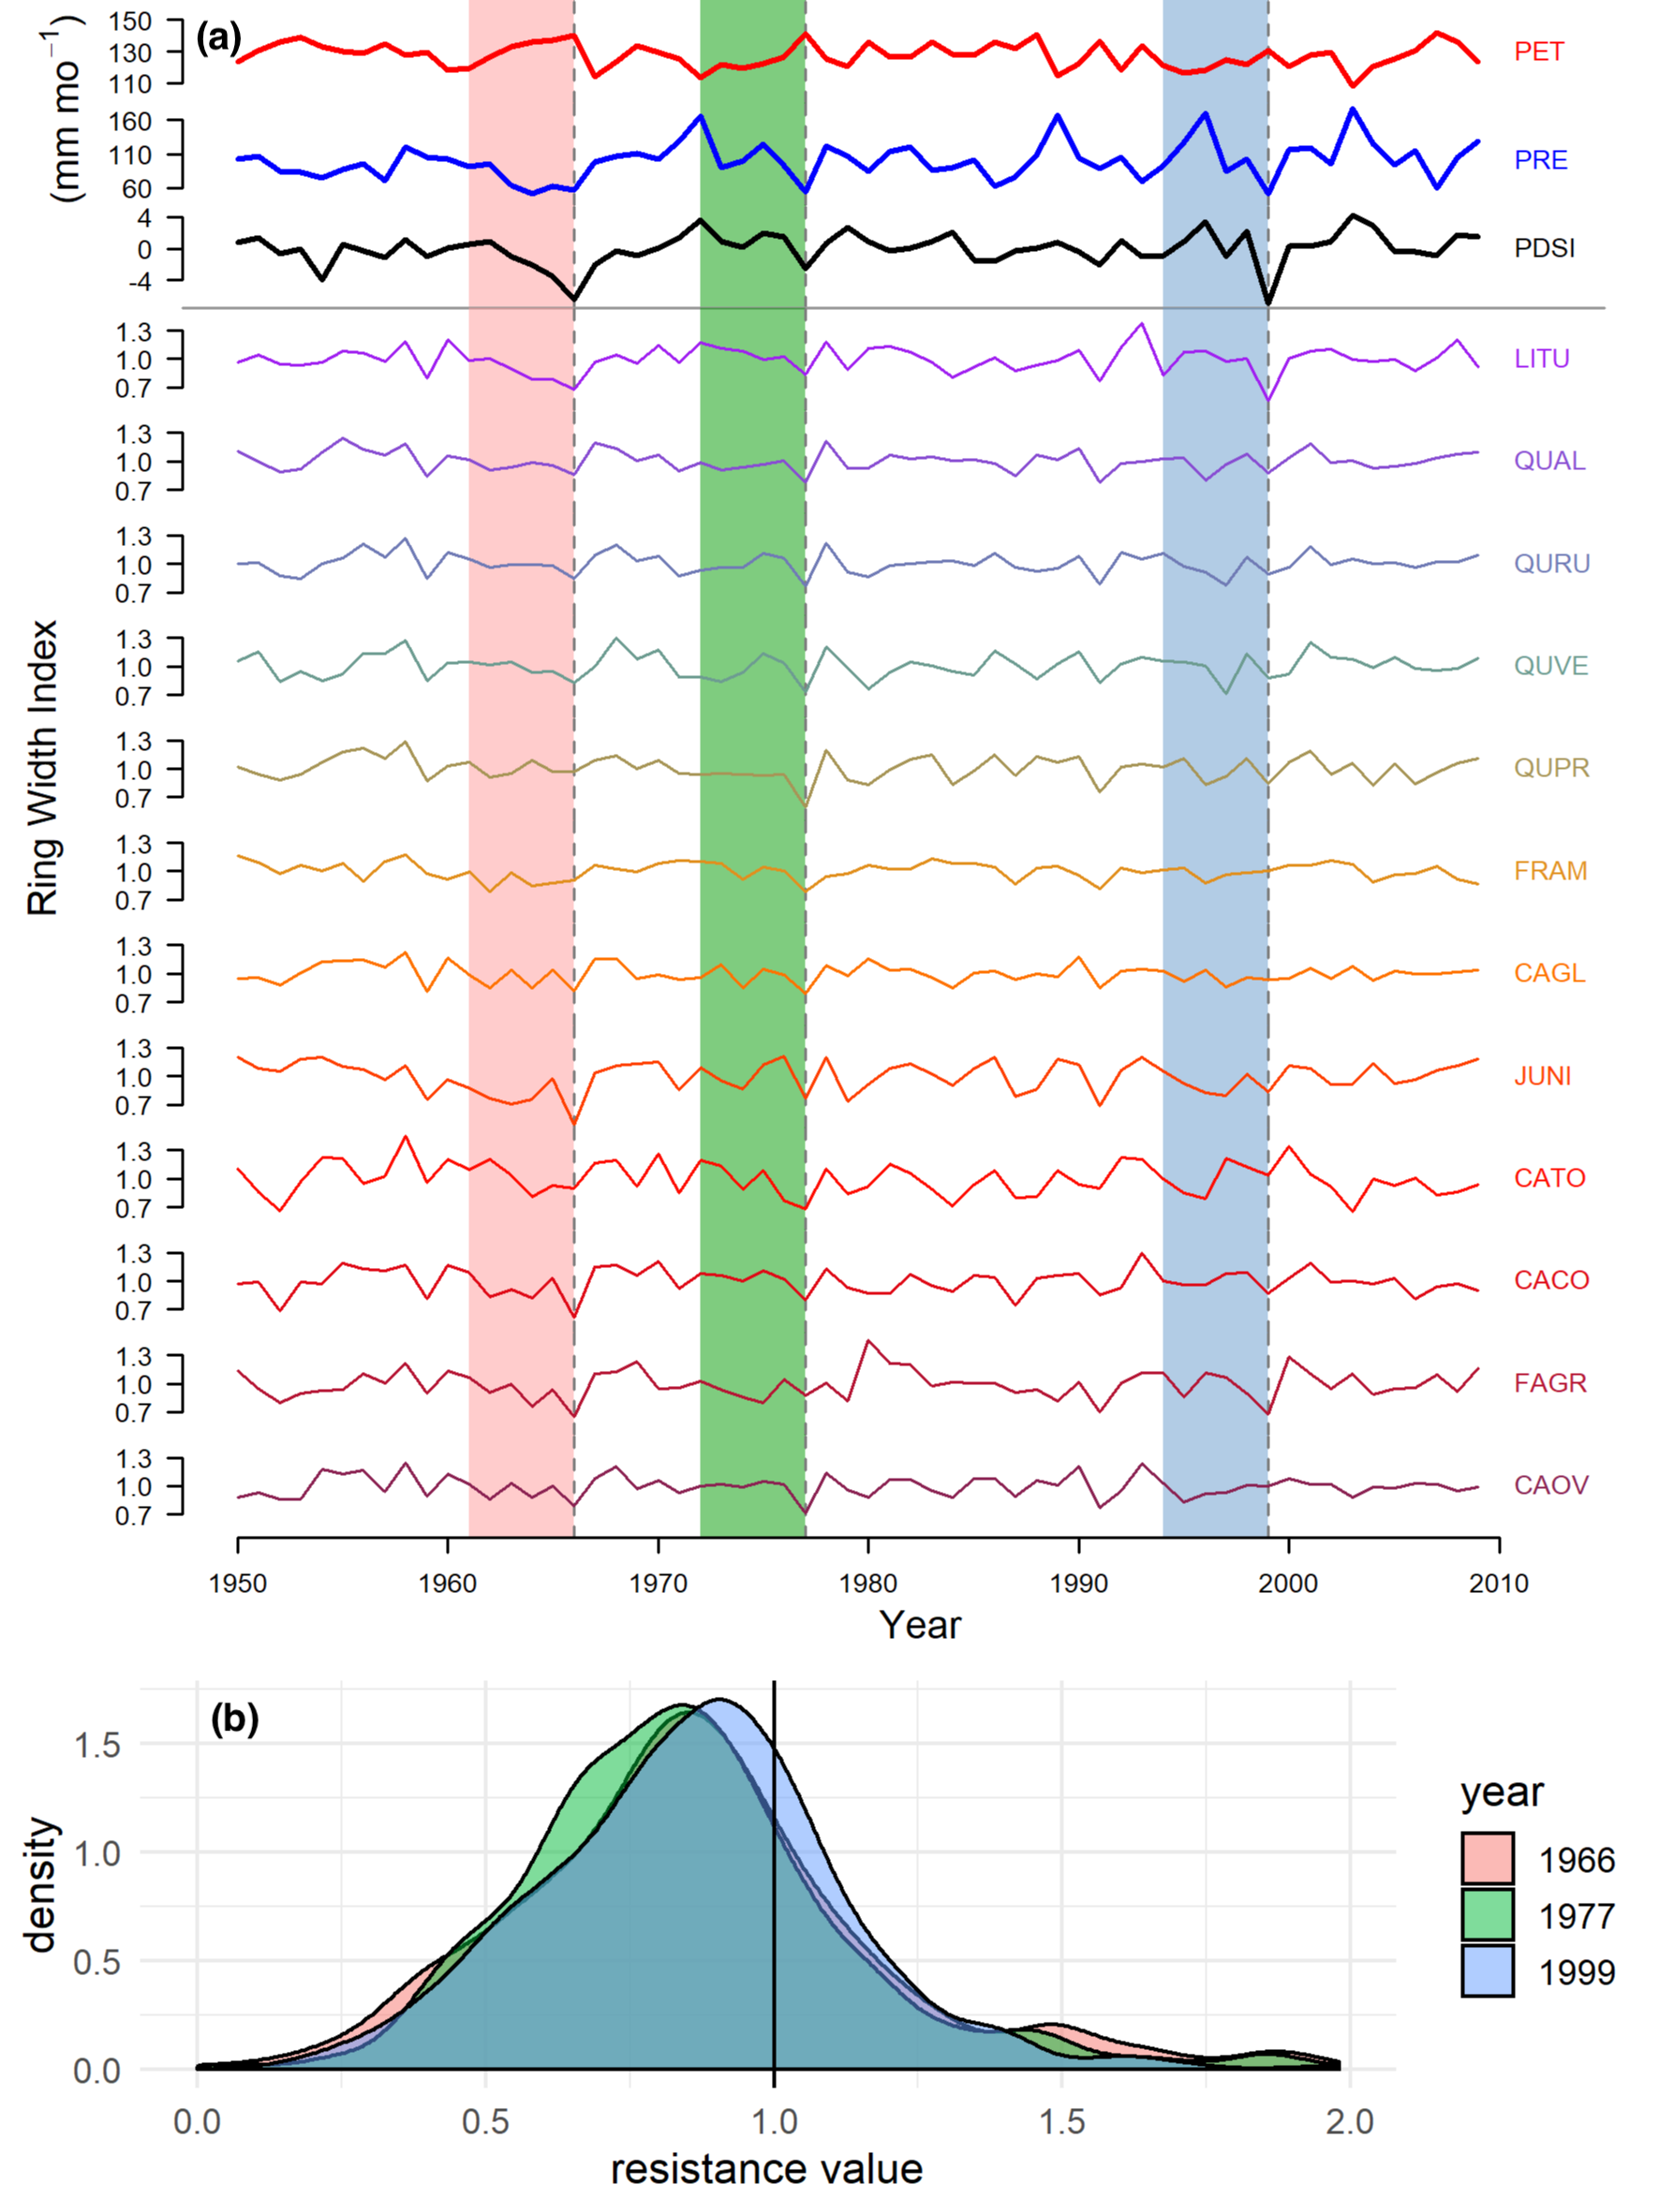 (a)
(mm mo⁻¹)
150
130
110
PET
160
110
60
PRE
4
0
-4
PDSI
Ring Width Index
1.3
1.0
0.7
LITU
1.3
1.0
0.7
QUAL
1.3
1.0
0.7
QURU
1.3
1.0
0.7
QUVE
1.3
1.0
0.7
QUPR
1.3
1.0
0.7
FRAM
1.3
1.0
0.7
CAGL
1.3
1.0
0.7
JUNI
1.3
1.0
0.7
CATO
1.3
1.0
0.7
CACO
1.3
1.0
0.7
FAGR
1.3
1.0
0.7
CAOV
1950 1960 1970 1980 1990 2000 2010
Year
(b)
density
1.5
1.0
0.5
0.0
0.0 0.5 1.0 1.5 2.0
resistance value
year
1966
1977
1999